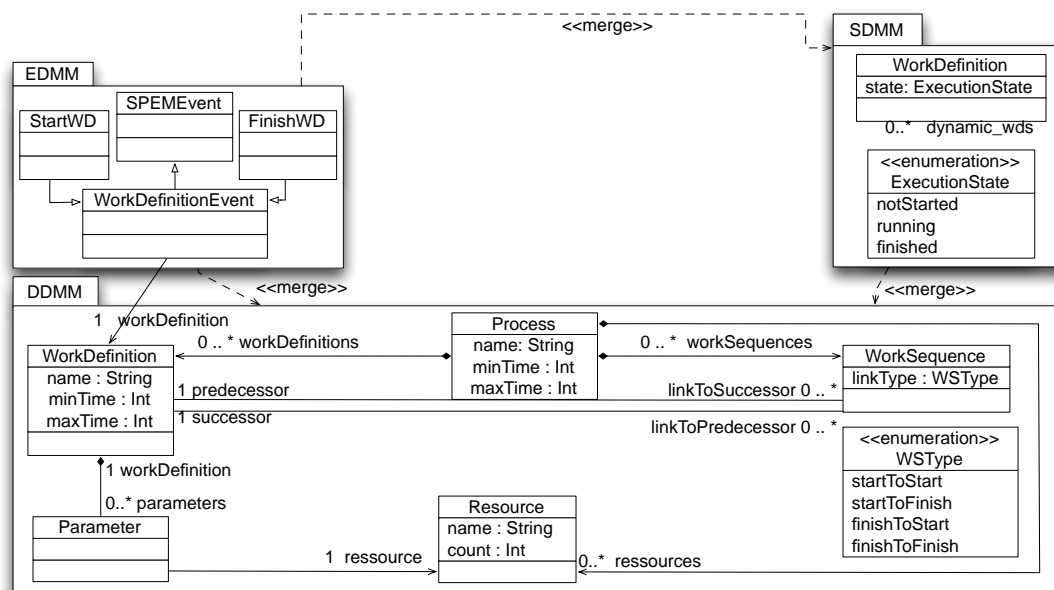 <<merge>>
SDMM
WorkDefinition
state: ExecutionState
0..* dynamic_wds
<<enumeration>>
ExecutionState
notStarted
running
finished
EDMM
SPEMEvent
StartWD
FinishWD
WorkDefinitionEvent
<<merge>>
<<merge>>
DDMM
1 workDefinition
WorkDefinition
name : String
minTime : Int
maxTime : Int
0 .. * workDefinitions
Process
name: String
minTime : Int
maxTime : Int
0 .. * workSequences
WorkSequence
linkType : WSType
1 predecessor
linkToSuccessor 0 .. *
1 successor
linkToPredecessor 0 .. *
<<enumeration>>
WSType
startToStart
startToFinish
finishToStart
finishToFinish
1 workDefinition
0..* parameters
Parameter
1 ressource
Resource
name : String
count : Int
0..* ressources